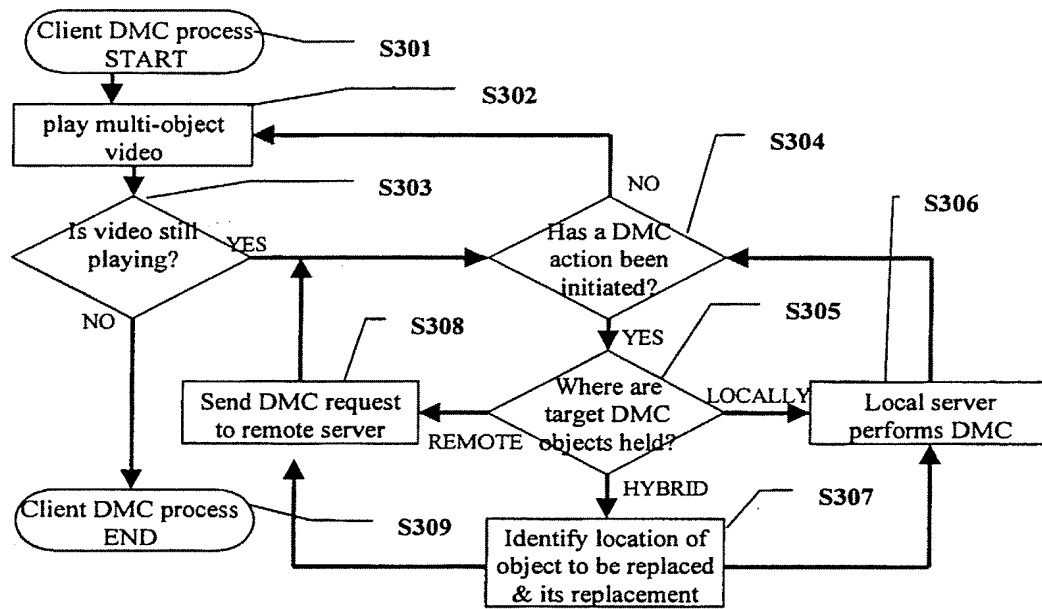 Client DMC process
START
S301
S302
play multi-object
video
S303
S304
NO
S306
Is video still
playing?
YES
Has a DMC
action been
initiated?
NO
S308
YES
S305
Send DMC request
to remote server
REMOTE
Where are
target DMC
objects held?
LOCALLY
Local server
performs DMC
HYBRID
S307
Client DMC process
END
S309
Identify location of
object to be replaced
& its replacement